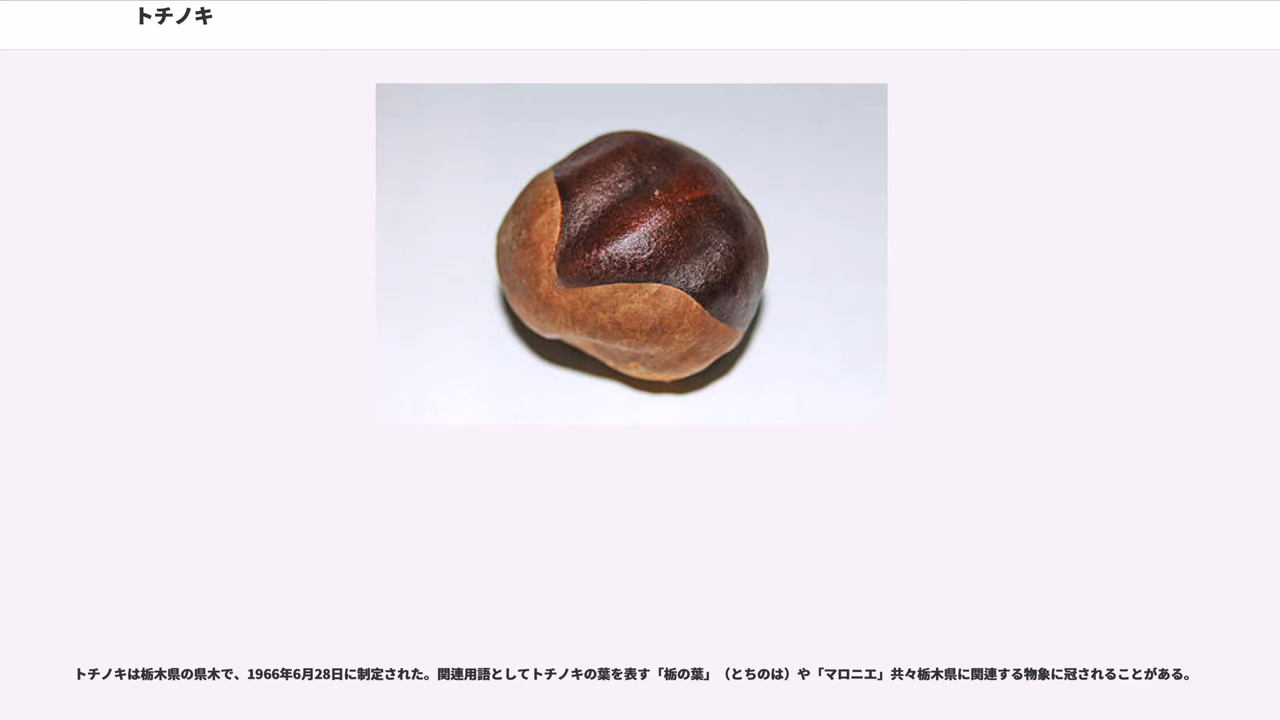 トチノキ
トチノキは栃木県の県木で、1966年6月28日に制定された。関連用語としてトチノキの葉を表す「栃の葉」（とちのは）や「マロニエ」共々栃木県に関連する物象に冠されることがある。